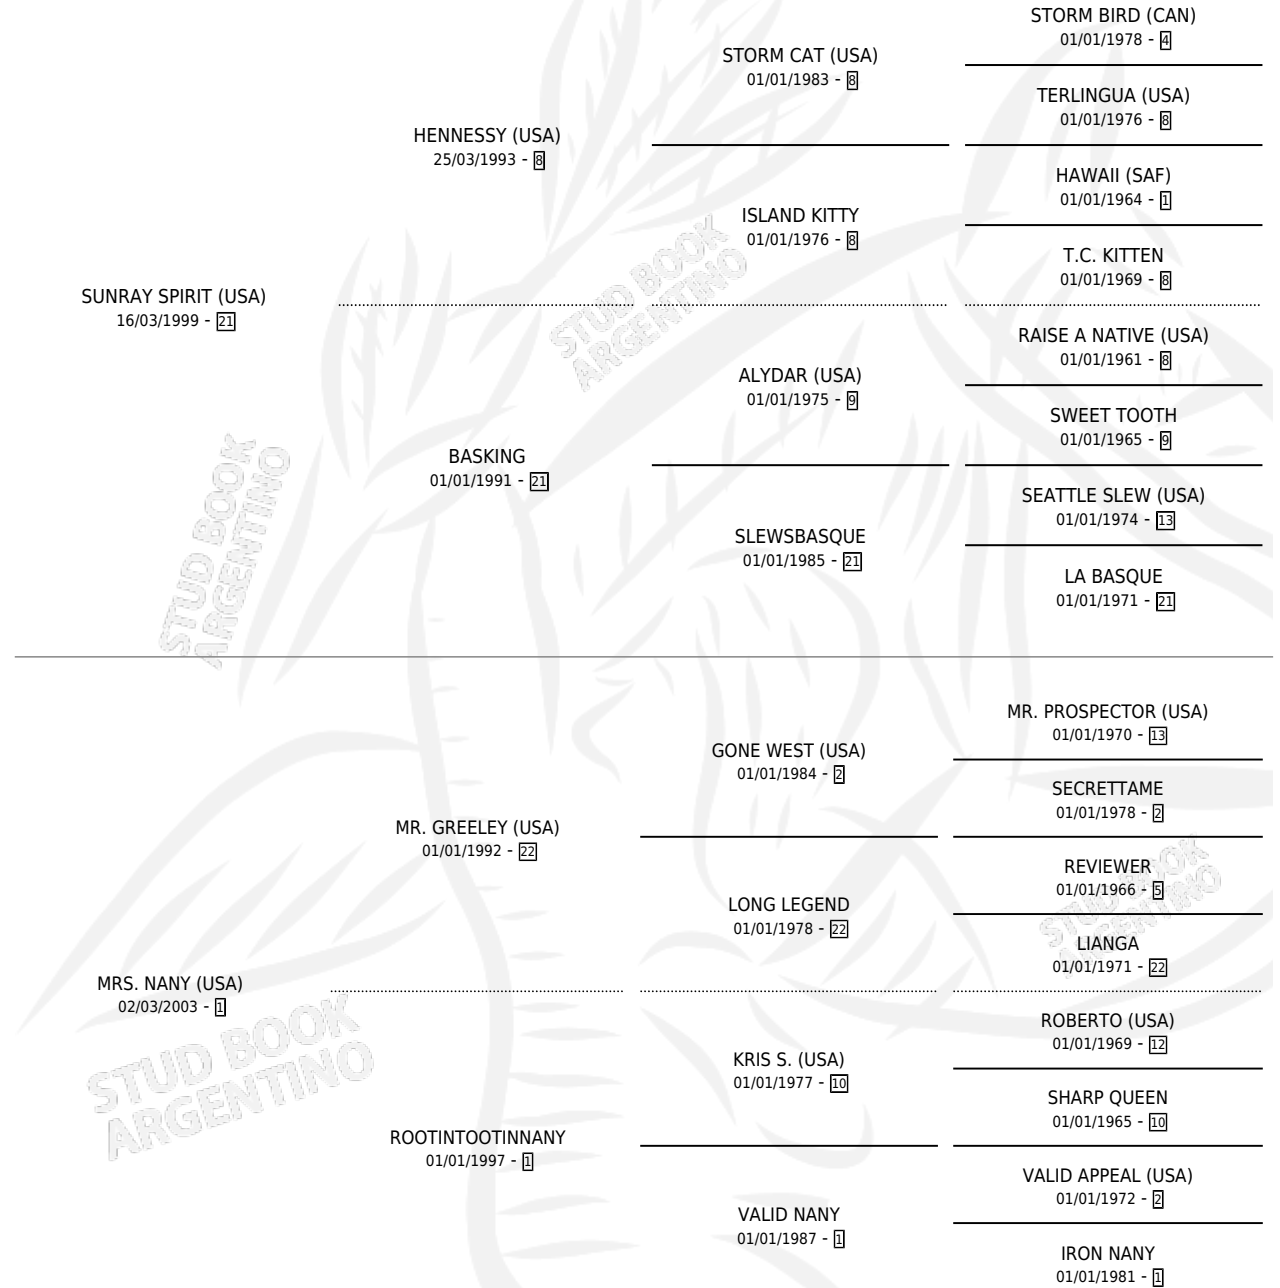 STORM BIRD (CAN)
01/01/1978 - 4
STORM CAT (USA)
01/01/1983 - 8
TERLINGUA (USA)
01/01/1976 - 8
HENNESSY (USA)
25/03/1993 - 8
HAWAII (SAF)
01/01/1964 - 1
ISLAND KITTY
01/01/1976 - 8
T.C. KITTEN
01/01/1969 - 8
SUNRAY SPIRIT (USA)
16/03/1999 - 21
STUD BOOK
ARGENTINO
RAISE A NATIVE (USA)
01/01/1961 - 8
ALYDAR (USA)
01/01/1975 - 9
SWEET TOOTH
01/01/1965 - 9
BASKING
01/01/1991 - 21
SEATTLE SLEW (USA)
01/01/1974 - 13
SLEWSBASQUE
01/01/1985 - 21
LA BASQUE
01/01/1971 - 21
STUD BOOK
ARGENTINO
MR. PROSPECTOR (USA)
01/01/1970 - 13
GONE WEST (USA)
01/01/1984 - 2
SECRETTAME
01/01/1978 - 2
MR. GREELEY (USA)
01/01/1992 - 22
REVIEWER
01/01/1966 - 5
LONG LEGEND
01/01/1978 - 22
LIANGA
01/01/1971 - 22
STUD BOOK
ARGENTINO
MRS. NANY (USA)
02/03/2003 - 1
ROBERTO (USA)
01/01/1969 - 12
KRIS S. (USA)
01/01/1977 - 10
SHARP QUEEN
01/01/1965 - 10
STUD BOOK
ARGENTINO
ROOTINTOOTINNANY
01/01/1997 - 1
VALID APPEAL (USA)
01/01/1972 - 2
VALID NANY
01/01/1987 - 1
IRON NANY
01/01/1981 - 1